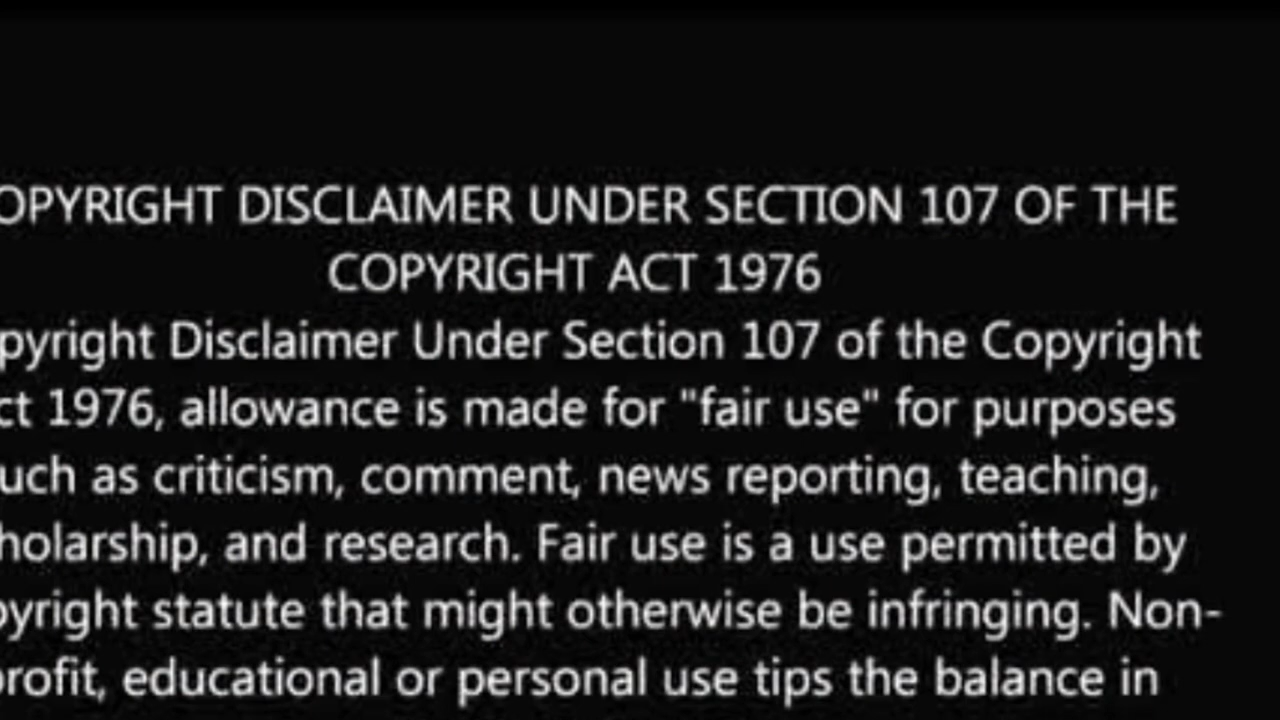 OPYRIGHT DISCLAIMER UNDER SECTION 107 OF THE
COPYRIGHT ACT 1976
pyright Disclaimer Under Section 107 of the Copyright
ct 1976, allowance is made for "fair use" for purposes
uch as criticism, comment, news reporting, teaching,
holarship, and research. Fair use is a use permitted by
pyright statute that might otherwise be infringing. Non-
profit, educational or personal use tips the balance in